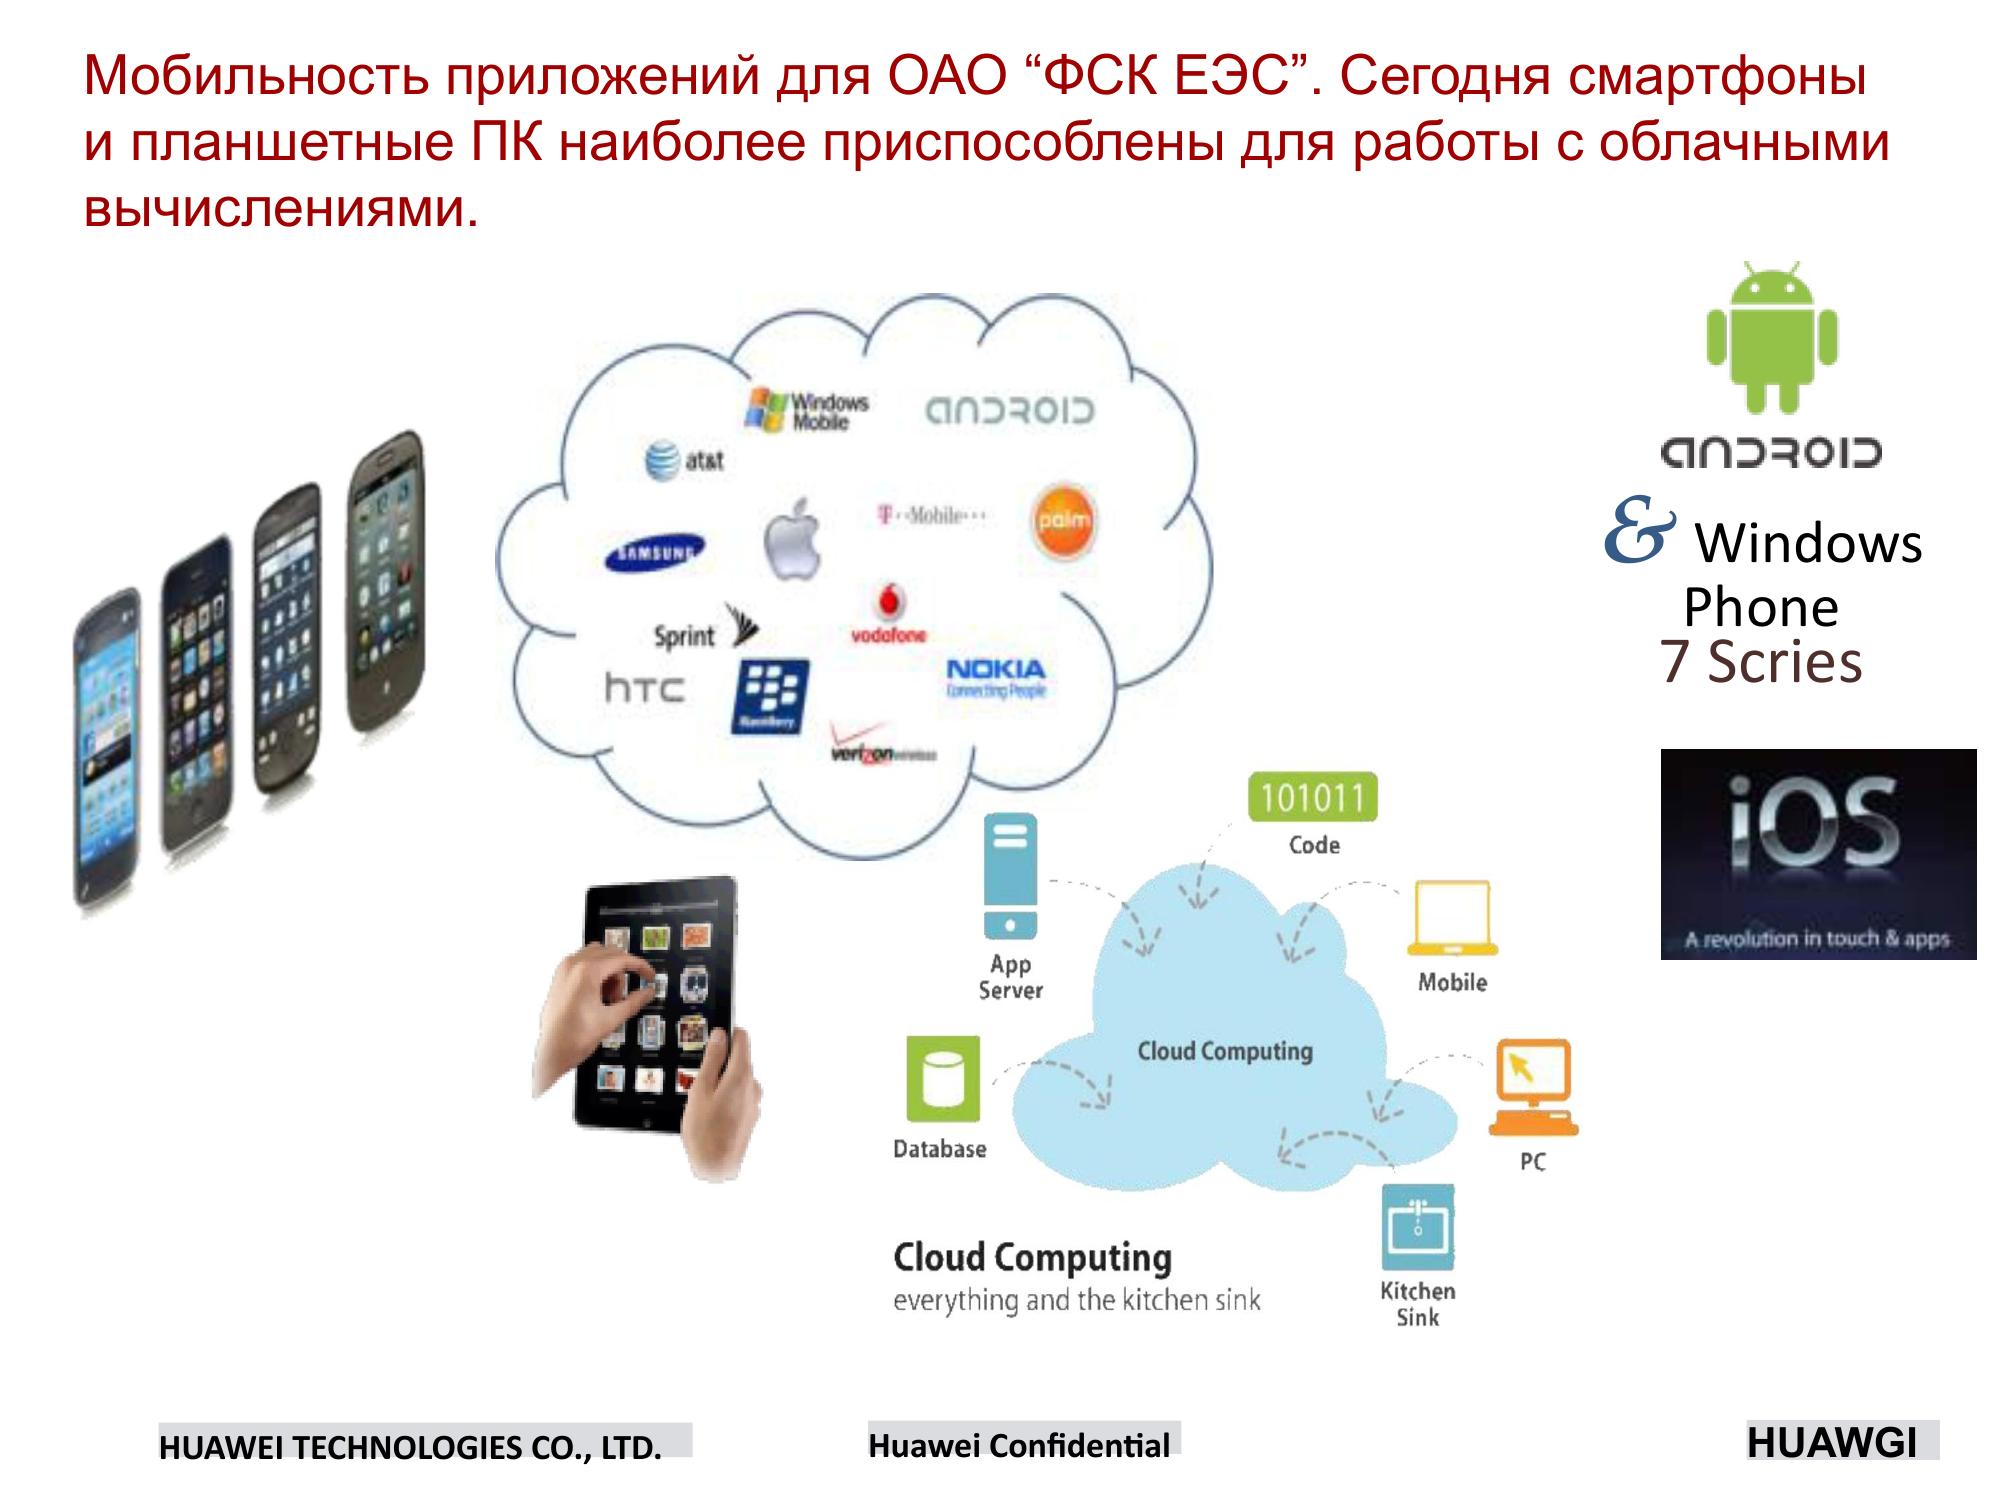 Мобильность приложений для ОАО “ФСК ЕЭС”. Сегодня смартфоны
и планшетные ПК наиболее приспособлены для работы с облачными
вычислениями.
Windows
Mobile
ANDROID
at&t
SAMSUNG
T··Mobile···
palm
Sprint
vodafone
hTC
BlackBerry
NOKIA
Connecting People
verizonwireless
ANDROID
& Windows
Phone
7 Scries
iOS
A revolution in touch & apps
101011
Code
App
Server
Mobile
Cloud Computing
Database
PC
Kitchen
Sink
Cloud Computing
everything and the kitchen sink
HUAWEI TECHNOLOGIES CO., LTD.
Huawei Confidential
HUAWGI